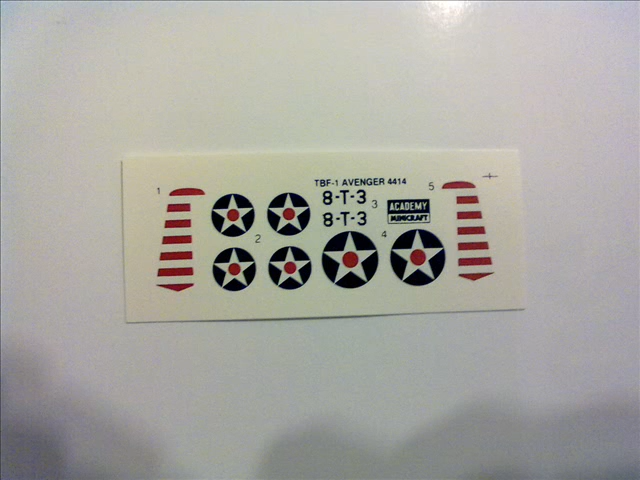 TBF-1 AVENGER 4414
1
8-T-3
3
ACADEMY
MINICRAFT
5
8-T-3
2
4